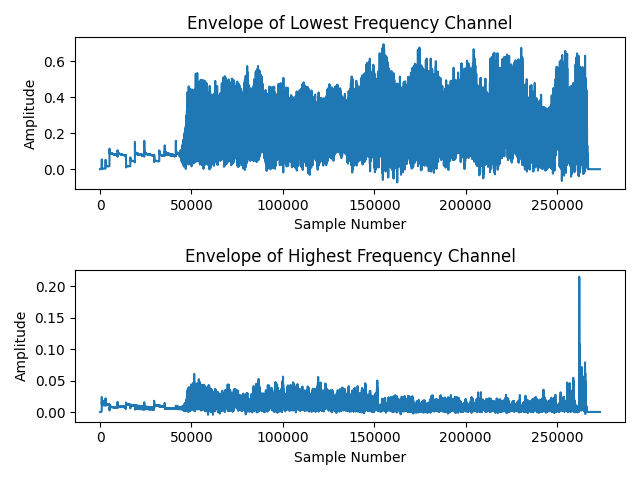 Envelope of Lowest Frequency Channel
Amplitude
0.6
0.4
0.2
0.0
0 50000 100000 150000 200000 250000
Sample Number
Envelope of Highest Frequency Channel
Amplitude
0.20
0.15
0.10
0.05
0.00
0 50000 100000 150000 200000 250000
Sample Number